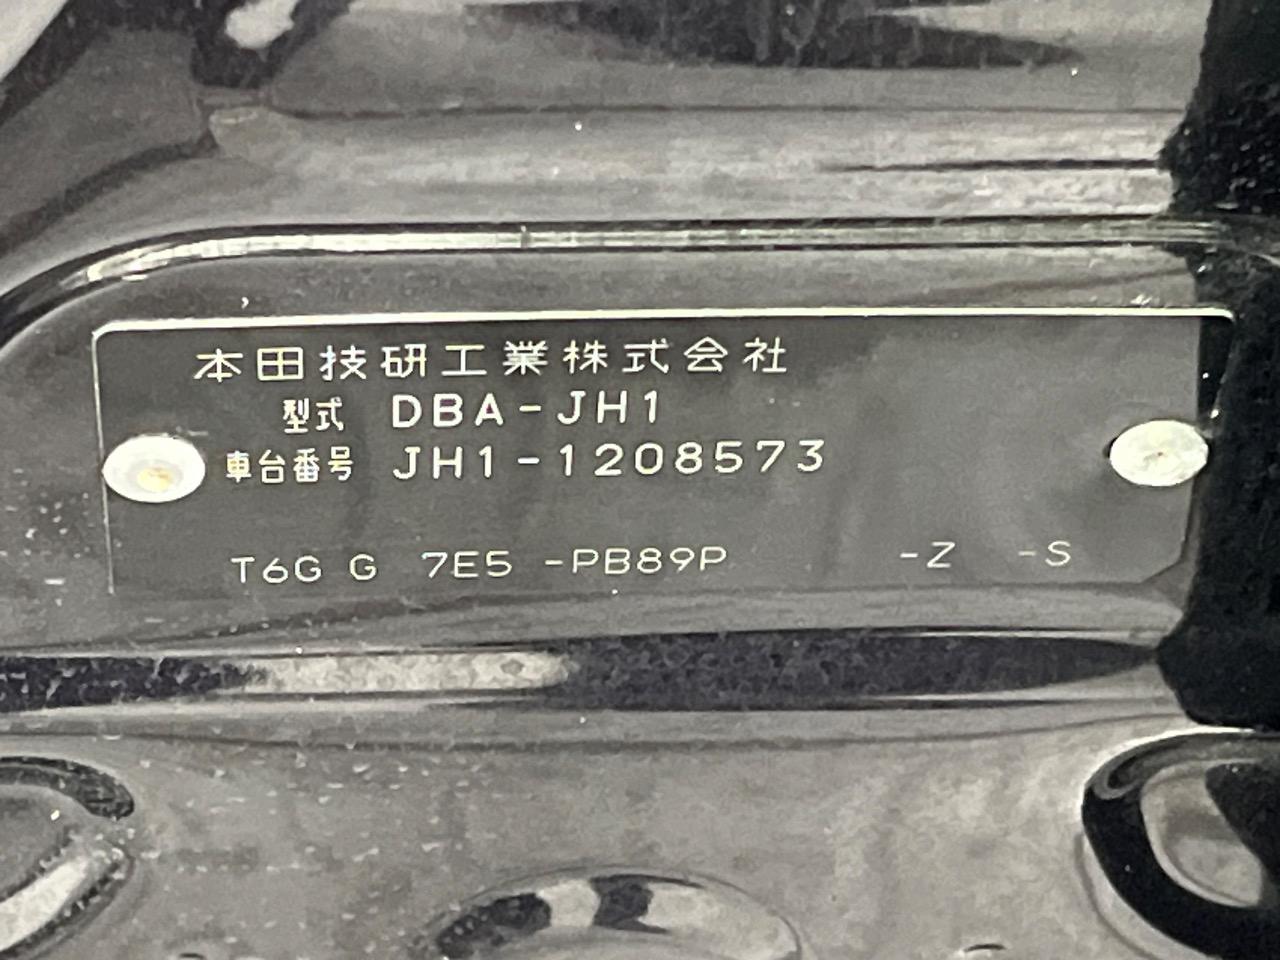 本田技研工業株式会社
型式 DBA-JH1
車台番号 JH1-1208573
T6G G 7E5 -PB89P -Z -S